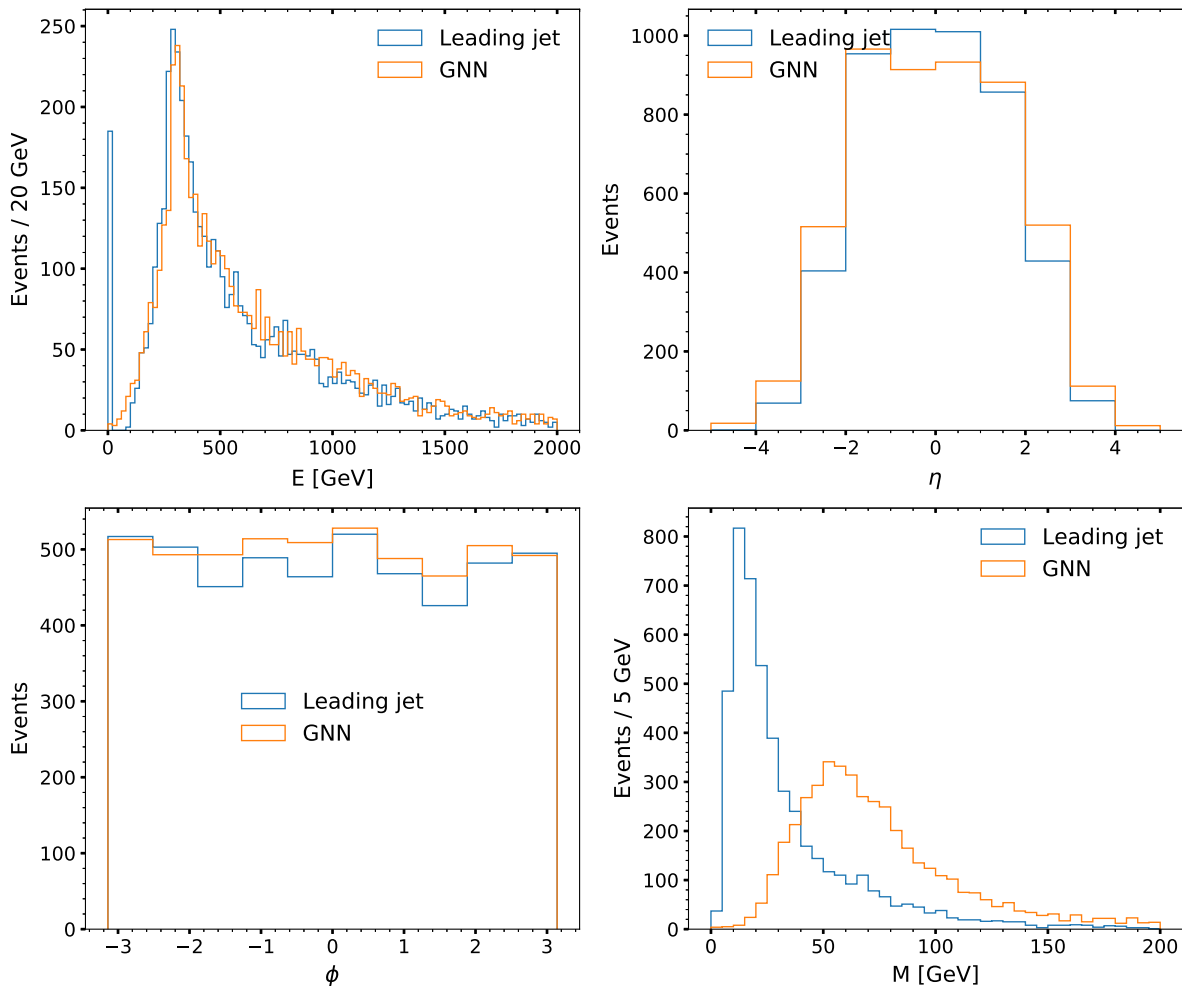 Events / 20 GeV
250
200
150
100
50
0
0 500 1000 1500 2000
E [GeV]
Leading jet
GNN
Events
1000
800
600
400
200
0
−4 −2 0 2 4
η
Leading jet
GNN
Events
500
400
300
200
100
0
−3 −2 −1 0 1 2 3
ϕ
Leading jet
GNN
Events / 5 GeV
800
700
600
500
400
300
200
100
0
0 50 100 150 200
M [GeV]
Leading jet
GNN